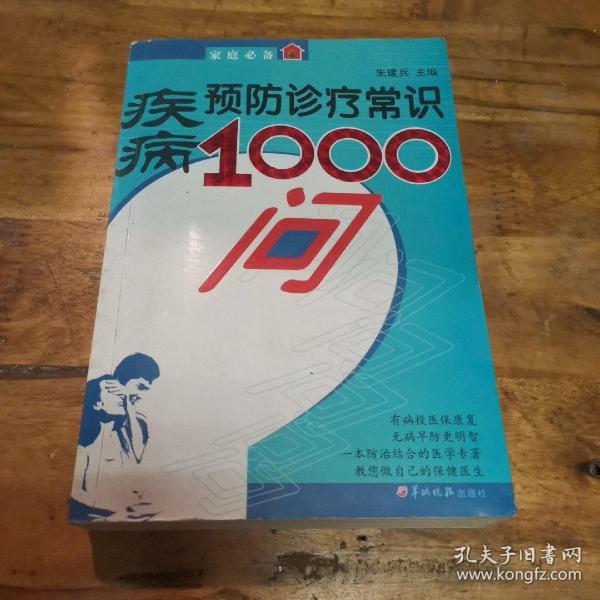 家庭必备
朱建兵 主编
疾病
预防诊疗常识
1000
问
有病投医保康复
无病早防更明智
一本防治结合的医学专著
教您做自己的保健医生
羊城晚报出版社
孔夫子旧书网
www.kongfz.com